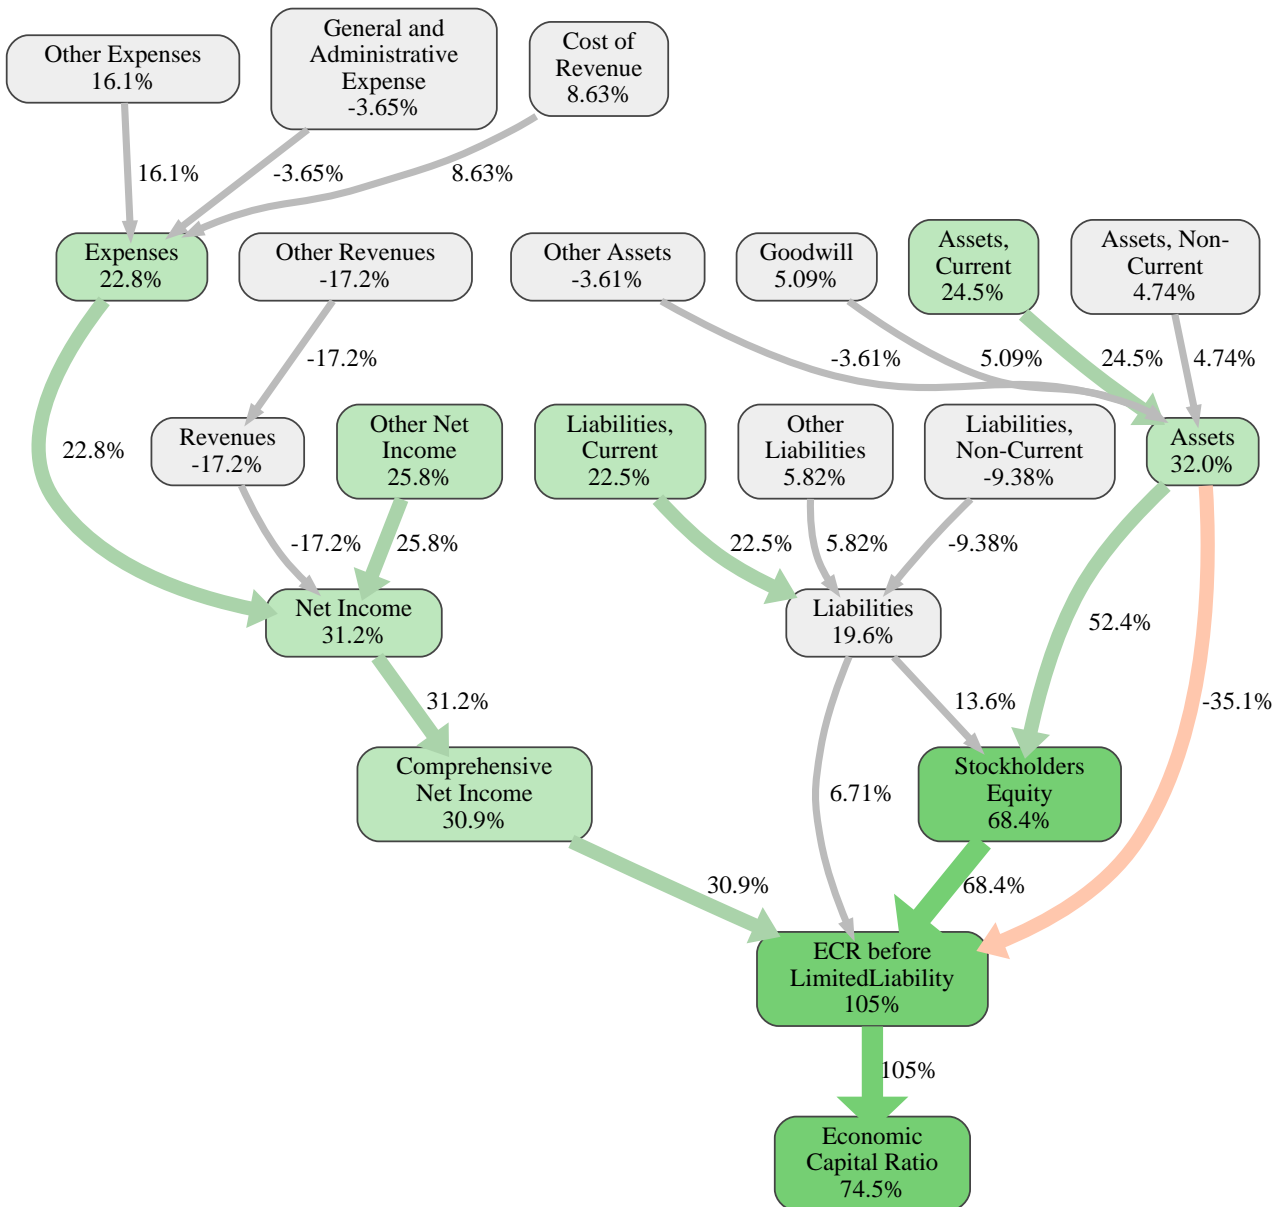 Other Expenses
16.1%
General and
Administrative
Expense
-3.65%
Cost of
Revenue
8.63%
16.1%
-3.65%
8.63%
Expenses
22.8%
Other Revenues
-17.2%
Other Assets
-3.61%
Goodwill
5.09%
Assets,
Current
24.5%
Assets, Non-
Current
4.74%
-17.2%
-3.61%
5.09%
24.5%
4.74%
22.8%
Revenues
-17.2%
Other Net
Income
25.8%
Liabilities,
Current
22.5%
Other
Liabilities
5.82%
Liabilities,
Non-Current
-9.38%
Assets
32.0%
-17.2%
25.8%
22.5%
5.82%
-9.38%
Net Income
31.2%
Liabilities
19.6%
52.4%
31.2%
13.6%
-35.1%
Comprehensive
Net Income
30.9%
6.71%
Stockholders
Equity
68.4%
30.9%
68.4%
ECR before
LimitedLiability
105%
105%
Economic
Capital Ratio
74.5%